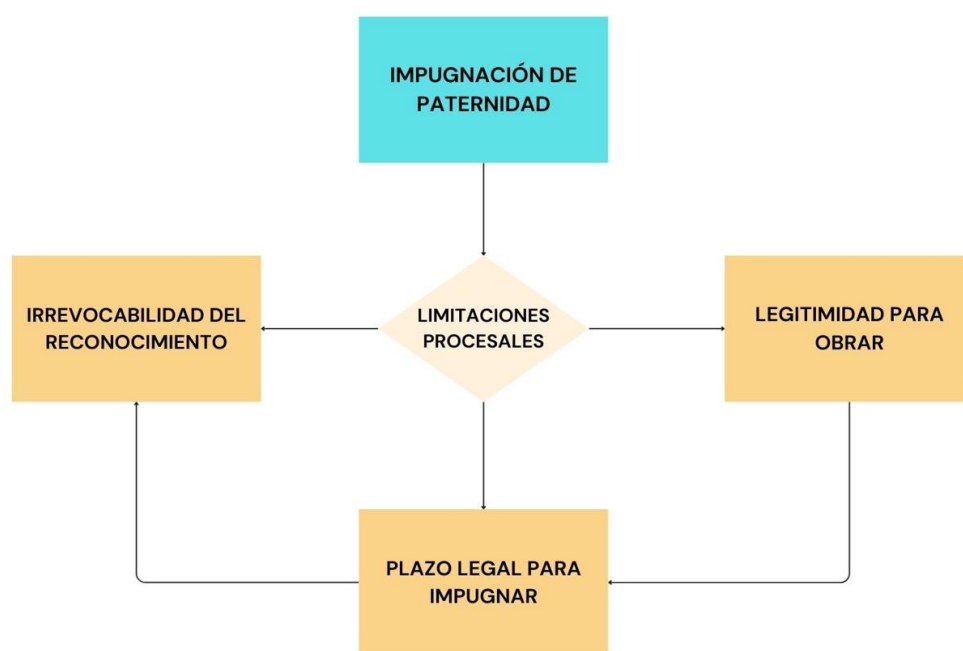 IMPUGNACIÓN DE
PATERNIDAD
IRREVOCABILIDAD DEL
RECONOCIMIENTO
LIMITACIONES
PROCESALES
LEGITIMIDAD PARA
OBRAR
PLAZO LEGAL PARA
IMPUGNAR